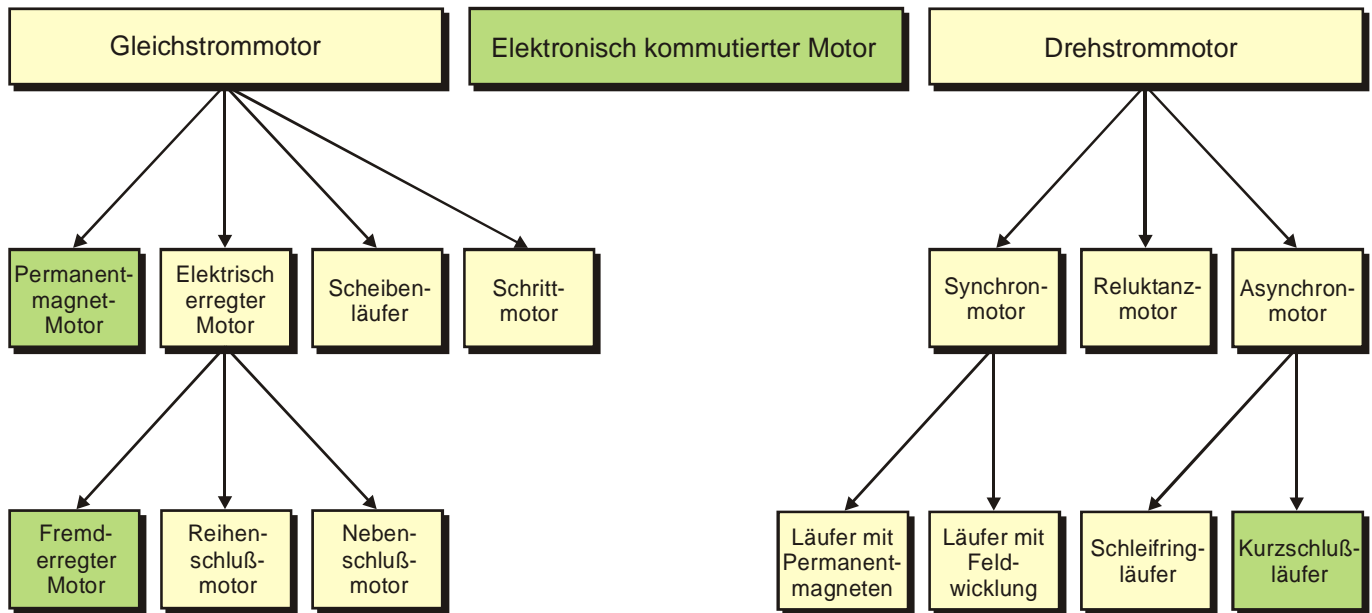 Gleichstrommotor
Elektronisch kommutierter Motor
Drehstrommotor
Permanent-
magnet-
Motor
Elektrisch
erregter
Motor
Scheiben-
läufer
Schritt-
motor
Synchron-
motor
Reluktanz-
motor
Asynchron-
motor
Fremd-
erregter
Motor
Reihen-
schluß-
motor
Neben-
schluß-
motor
Läufer mit
Permanent-
magneten
Läufer mit
Feld-
wicklung
Schleifring-
läufer
Kurzschluß-
läufer